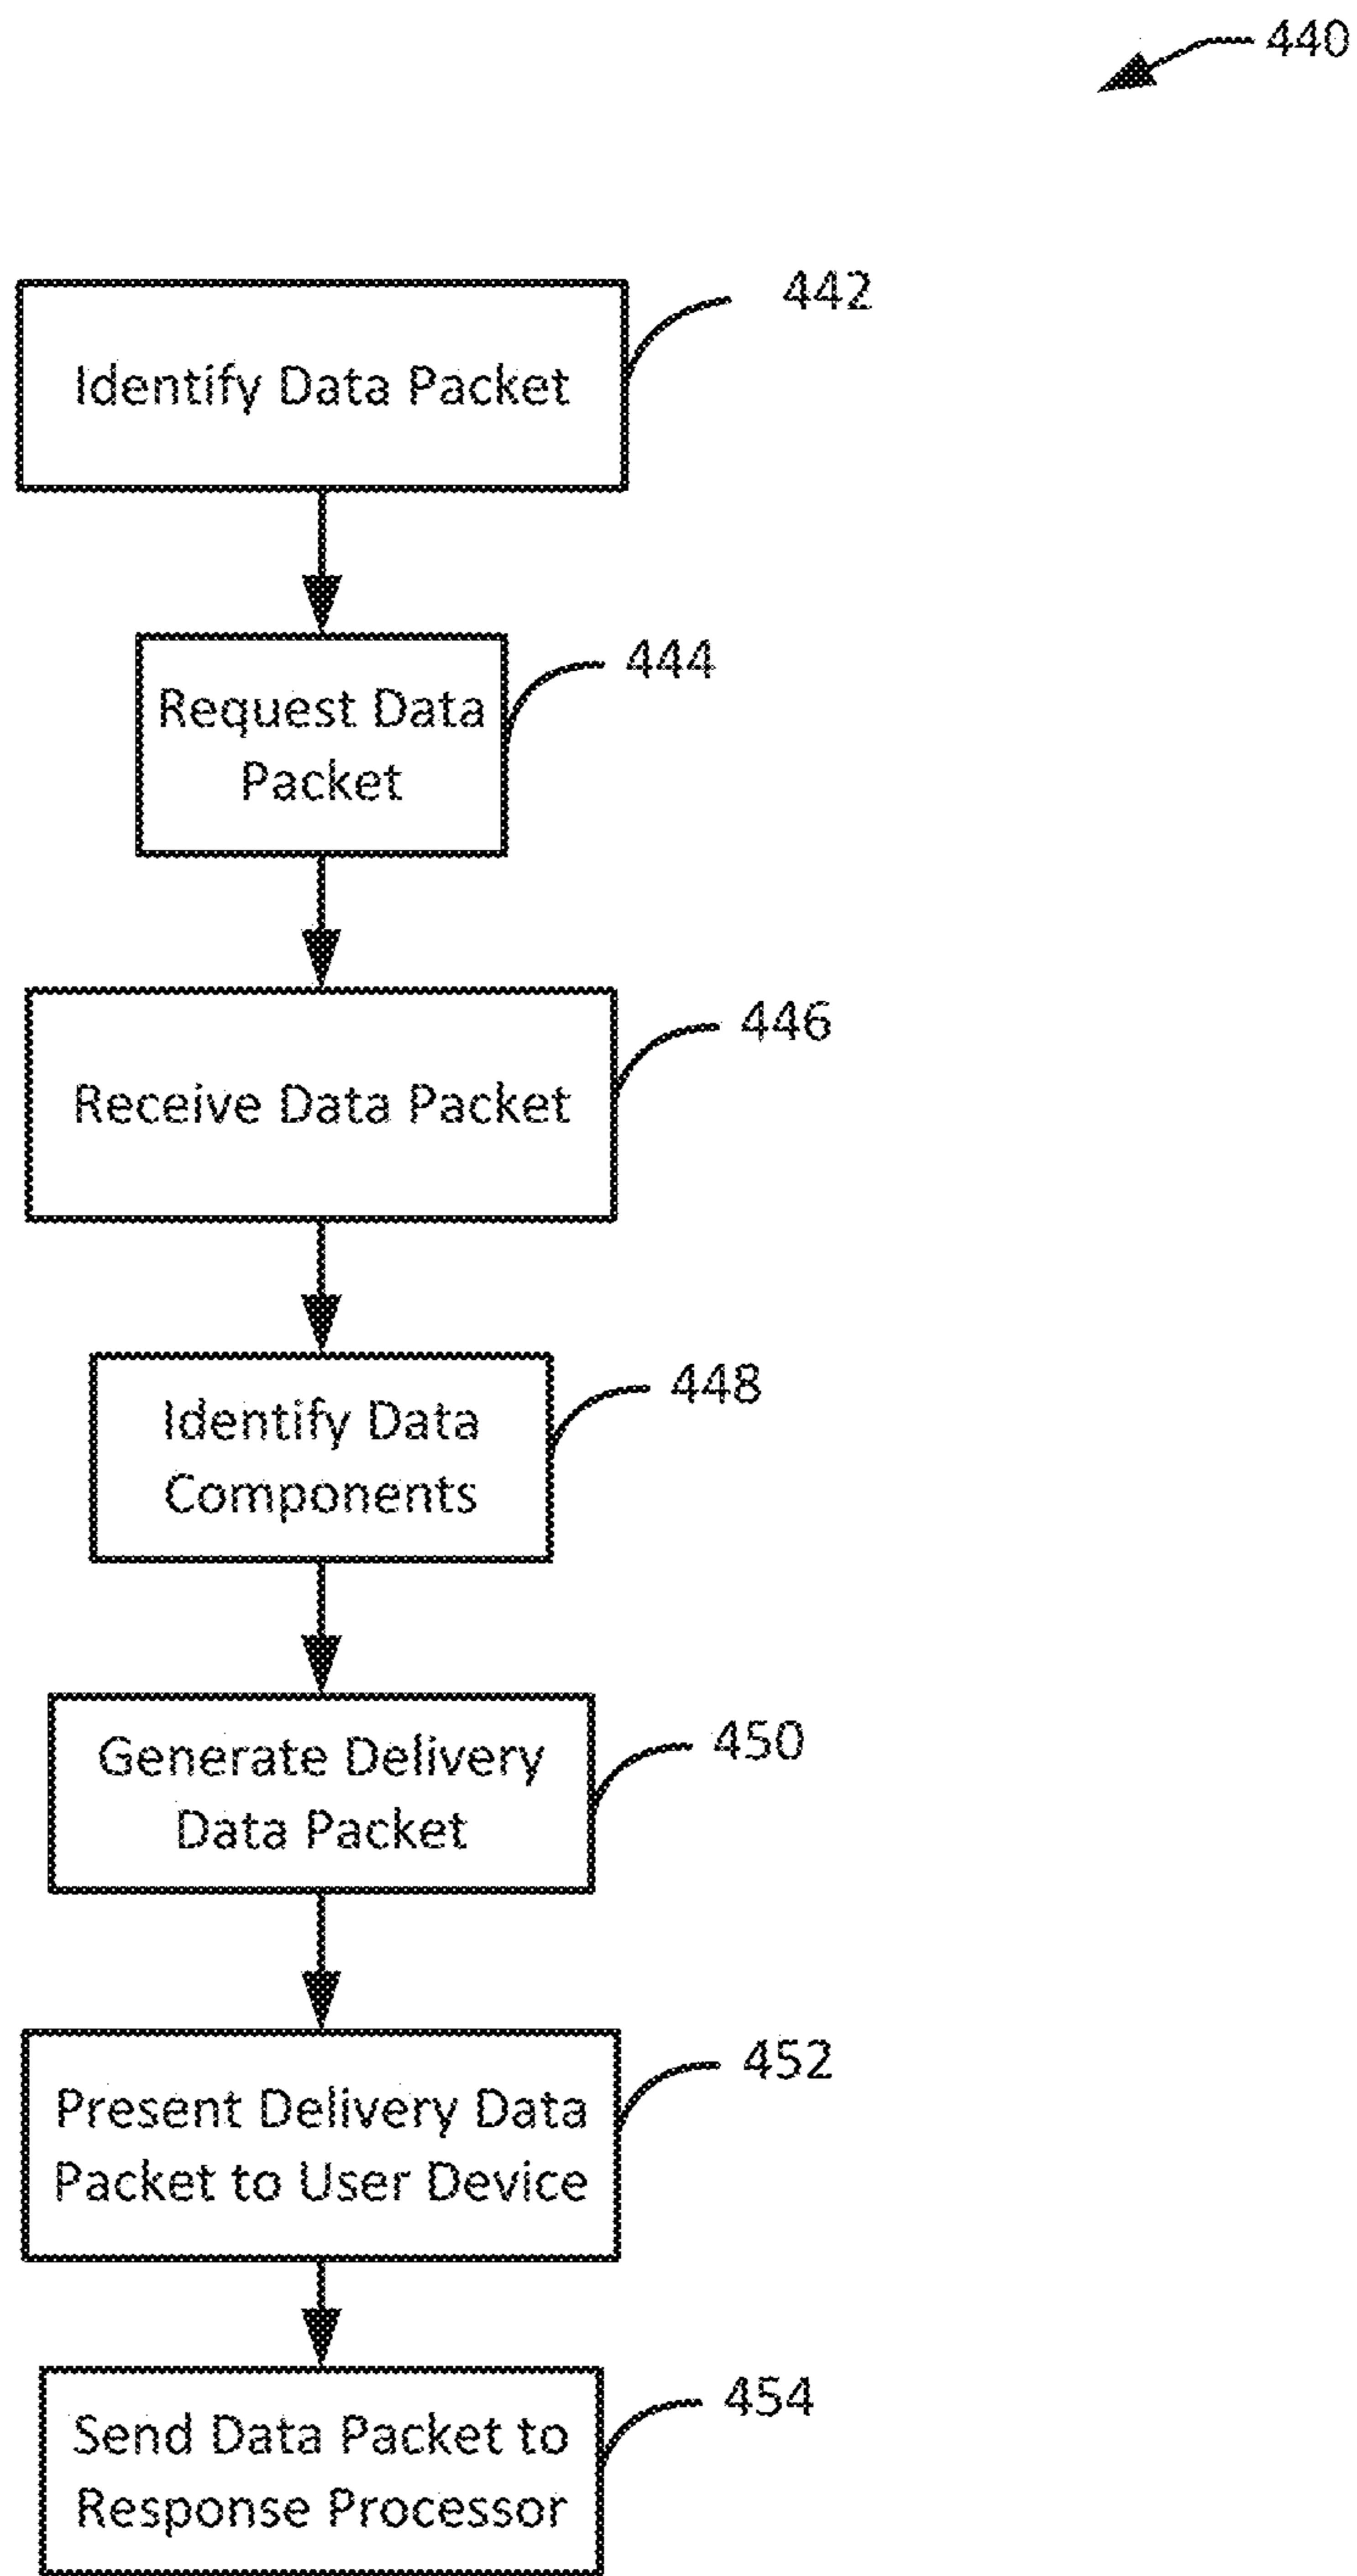 440
442
Identify Data Packet
444
Request Data
Packet
446
Receive Data Packet
448
Identify Data
Components
450
Generate Delivery
Data Packet
452
Present Delivery Data
Packet to User Device
454
Send Data Packet to
Response Processor